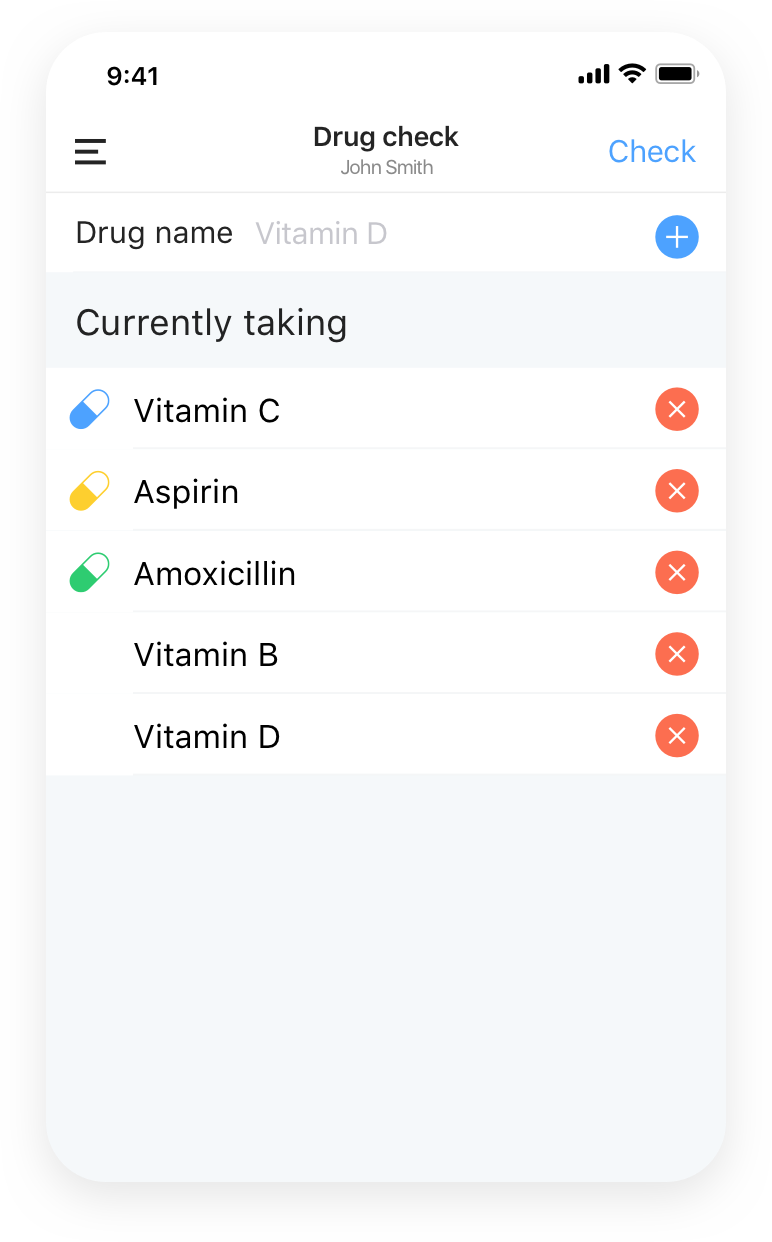 9:41
Drug check
John Smith
Check
Drug name Vitamin D
Currently taking
Vitamin C
Aspirin
Amoxicillin
Vitamin B
Vitamin D